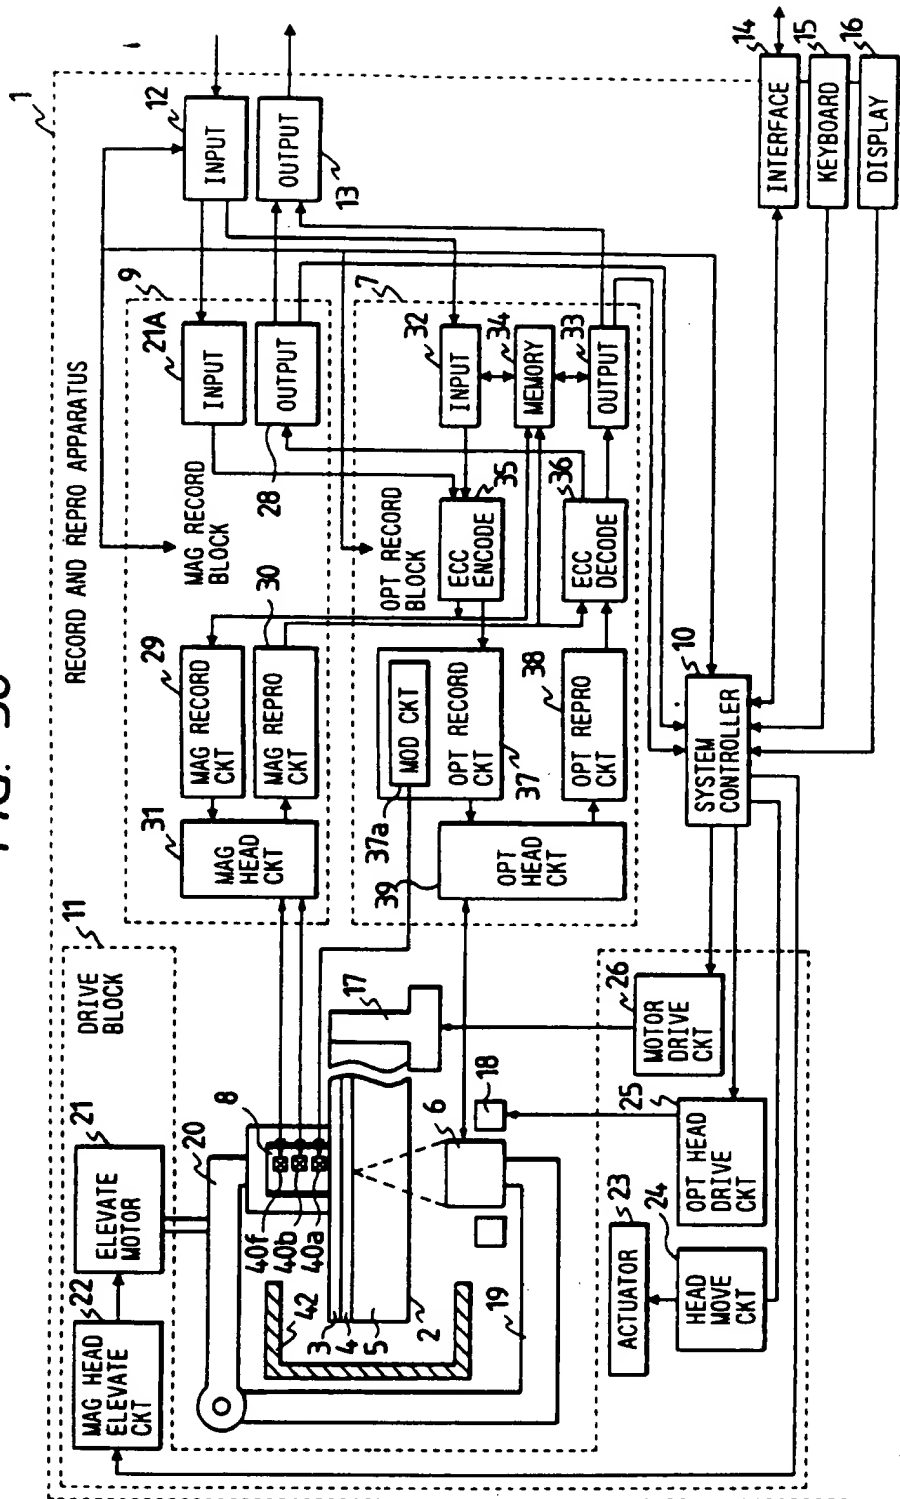 1
RECORD AND REPRO APPARATUS
11
DRIVE
BLOCK
22
MAG HEAD
ELEVATE
CKT
21
ELEVATE
MOTOR
20
8
40f
40b
40a
42
3
4
5
2
17
6
18
19
31
MAG
HEAD
CKT
29
MAG RECORD
CKT
30
MAG REPRO
CKT
MAG RECORD
BLOCK
9
21A
INPUT
28
OUTPUT
12
INPUT
13
OUTPUT
7
OPT RECORD
BLOCK
39
OPT
HEAD
CKT
37a
MOD CKT
OPT RECORD
CKT
37
38
OPT REPRO
CKT
35
ECC
ENCODE
36
ECC
DECODE
32
INPUT
34
MEMORY
33
OUTPUT
10
SYSTEM
CONTROLLER
14
INTERFACE
15
KEYBOARD
16
DISPLAY
26
MOTOR
DRIVE
CKT
25
OPT HEAD
DRIVE
CKT
23
ACTUATOR
24
HEAD
MOVE
CKT